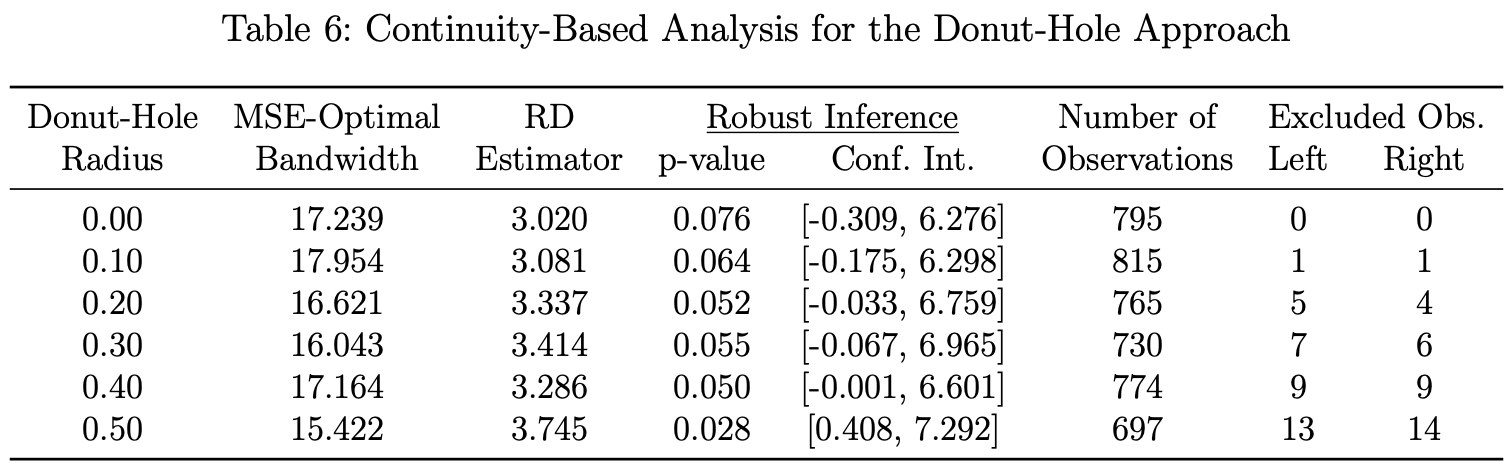 Table 6: Continuity-Based Analysis for the Donut-Hole Approach
Donut-Hole MSE-Optimal RD Robust Inference Number of Excluded Obs.
Radius Bandwidth Estimator p-value Conf. Int. Observations Left Right
0.00 17.239 3.020 0.076 [-0.309, 6.276] 795 0 0
0.10 17.954 3.081 0.064 [-0.175, 6.298] 815 1 1
0.20 16.621 3.337 0.052 [-0.033, 6.759] 765 5 4
0.30 16.043 3.414 0.055 [-0.067, 6.965] 730 7 6
0.40 17.164 3.286 0.050 [-0.001, 6.601] 774 9 9
0.50 15.422 3.745 0.028 [0.408, 7.292] 697 13 14